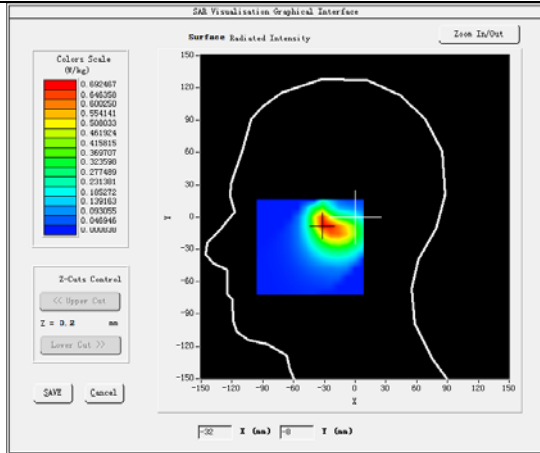 SAR Visualisation Graphical Interface
Surface Radiated Intensity
Zoom In/Out
Colors Scale
(W/kg)
0.692467
0.646358
0.600250
0.554141
0.508033
0.461924
0.415815
0.369707
0.323598
0.277489
0.231381
0.185272
0.139163
0.093055
0.046946
0.000838
Z-Cuts Control
<< Upper Cut
Z = 3.2 mm
Lower Cut >>
SAVE Cancel
150
120
90
60
30
0
-30
-60
-90
-120
-150
Y
-150 -120 -90 -60 -30 0 30 60 90 120 150
X
-32 X (mm) -8 Y (mm)